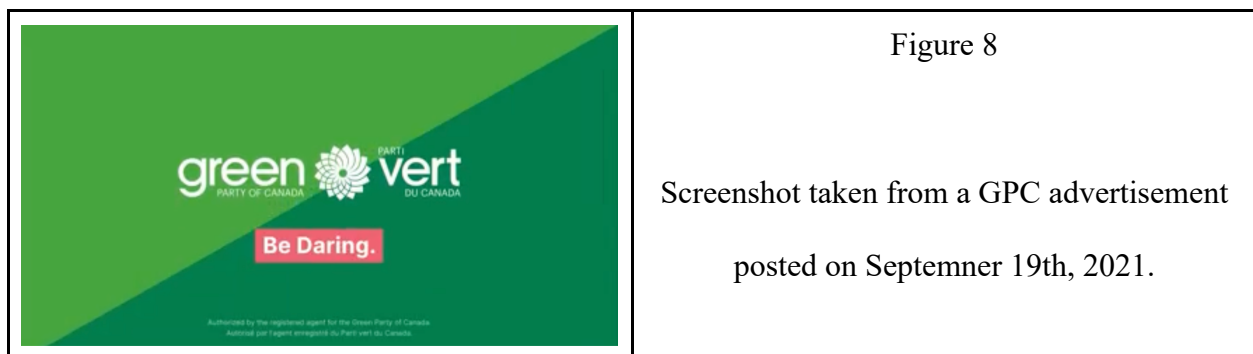 green PARTI vert
PARTY OF CANADA DU CANADA
Be Daring.
Authorized by the registered agent for the Green Party of Canada
Autorisé par l'agent enregistré du Parti vert du Canada.
Figure 8
Screenshot taken from a GPC advertisement
posted on Septemner 19th, 2021.